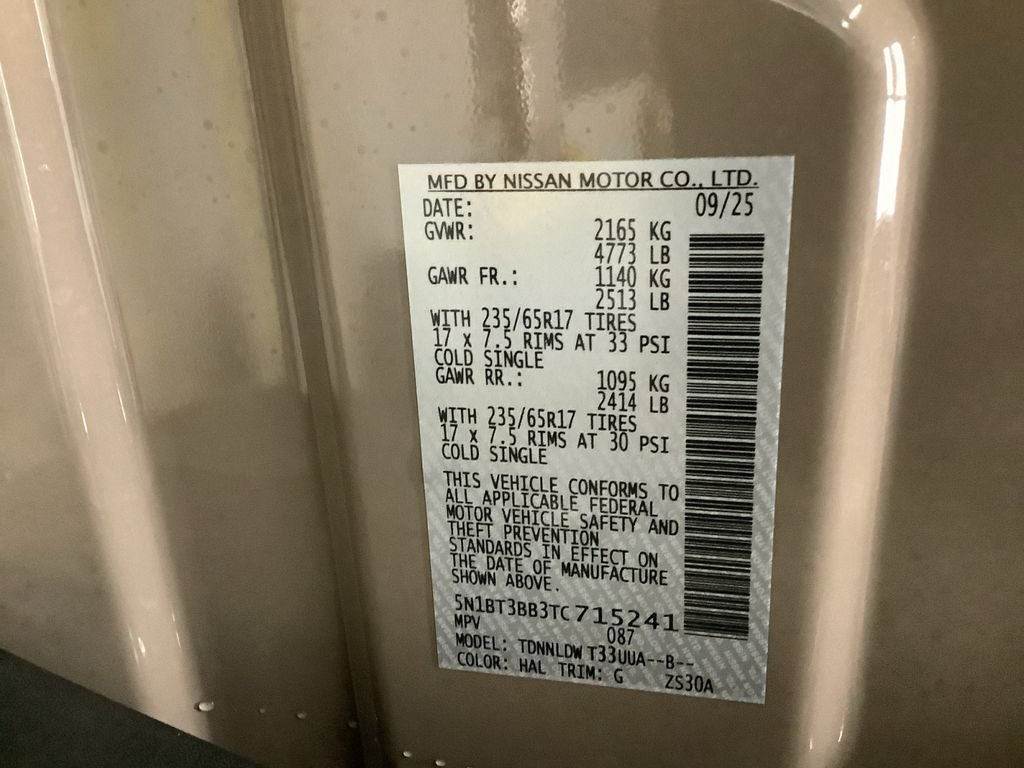 MFD BY NISSAN MOTOR CO., LTD.
DATE: 09/25
GVWR: 2165 KG
4773 LB
GAWR FR.: 1140 KG
2513 LB
WITH 235/65R17 TIRES
17 x 7.5 RIMS AT 33 PSI
COLD SINGLE
GAWR RR.: 1095 KG
2414 LB
WITH 235/65R17 TIRES
17 x 7.5 RIMS AT 30 PSI
COLD SINGLE
THIS VEHICLE CONFORMS TO
ALL APPLICABLE FEDERAL
MOTOR VEHICLE SAFETY AND
THEFT PREVENTION
STANDARDS IN EFFECT ON
THE DATE OF MANUFACTURE
SHOWN ABOVE.
5N1BT3BB3TC715241
MPV 087
MODEL: TDNNLDW T33UUA--B--
COLOR: HAL TRIM: G ZS30A